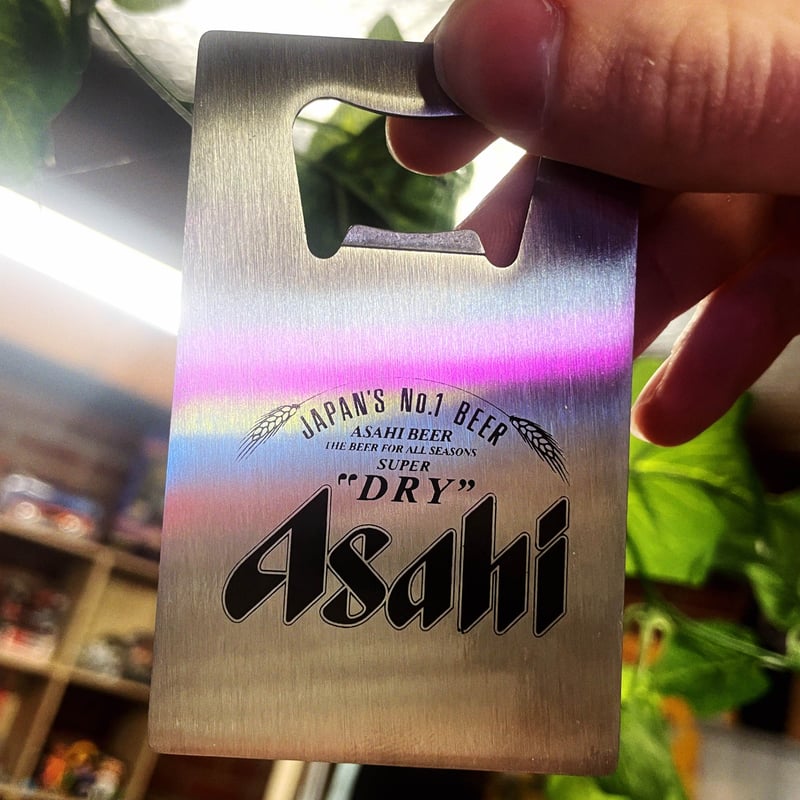 JAPAN'S No.1 BEER
ASAHI BEER
THE BEER FOR ALL SEASONS
SUPER
"DRY"
Asahi